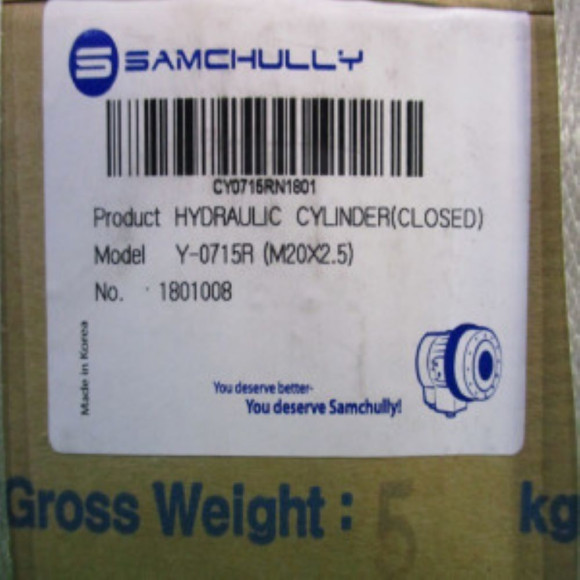 S SAMCHULLY
CY0715RN1801
Product HYDRAULIC CYLINDER(CLOSED)
Model Y-0715R (M20X2.5)
No. 1801008
Made in Korea
You deserve better-
You deserve Samchully!
Gross Weight : 5 kg